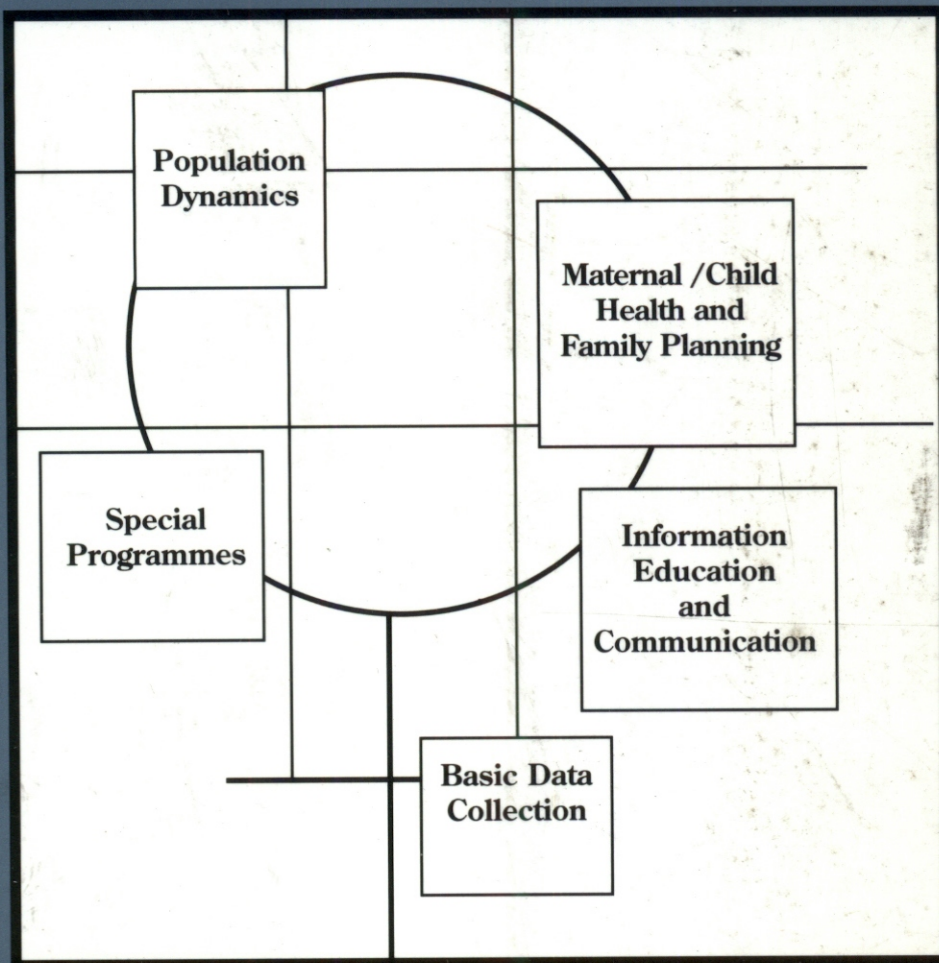 Population
Dynamics
Maternal /Child
Health and
Family Planning
Special
Programmes
Information
Education
and
Communication
Basic Data
Collection